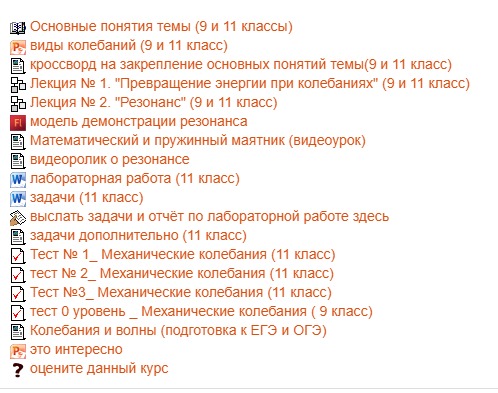 Основные понятия темы (9 и 11 классы)
виды колебаний (9 и 11 класс)
кроссворд на закрепление основных понятий темы(9 и 11 класс)
Лекция № 1. "Превращение энергии при колебаниях" (9 и 11 класс)
Лекция № 2. "Резонанс" (9 и 11 класс)
модель демонстрации резонанса
Математический и пружинный маятник (видеоурок)
видеоролик о резонансе
лабораторная работа (11 класс)
задачи (11 класс)
выслать задачи и отчёт по лабораторной работе здесь
задачи дополнительно (11 класс)
Тест № 1_ Механические колебания (11 класс)
тест № 2_ Механические колебания (11 класс)
Тест №3_ Механические колебания (11 класс)
тест 0 уровень _ Механические колебания ( 9 класс)
Колебания и волны (подготовка к ЕГЭ и ОГЭ)
это интересно
оцените данный курс